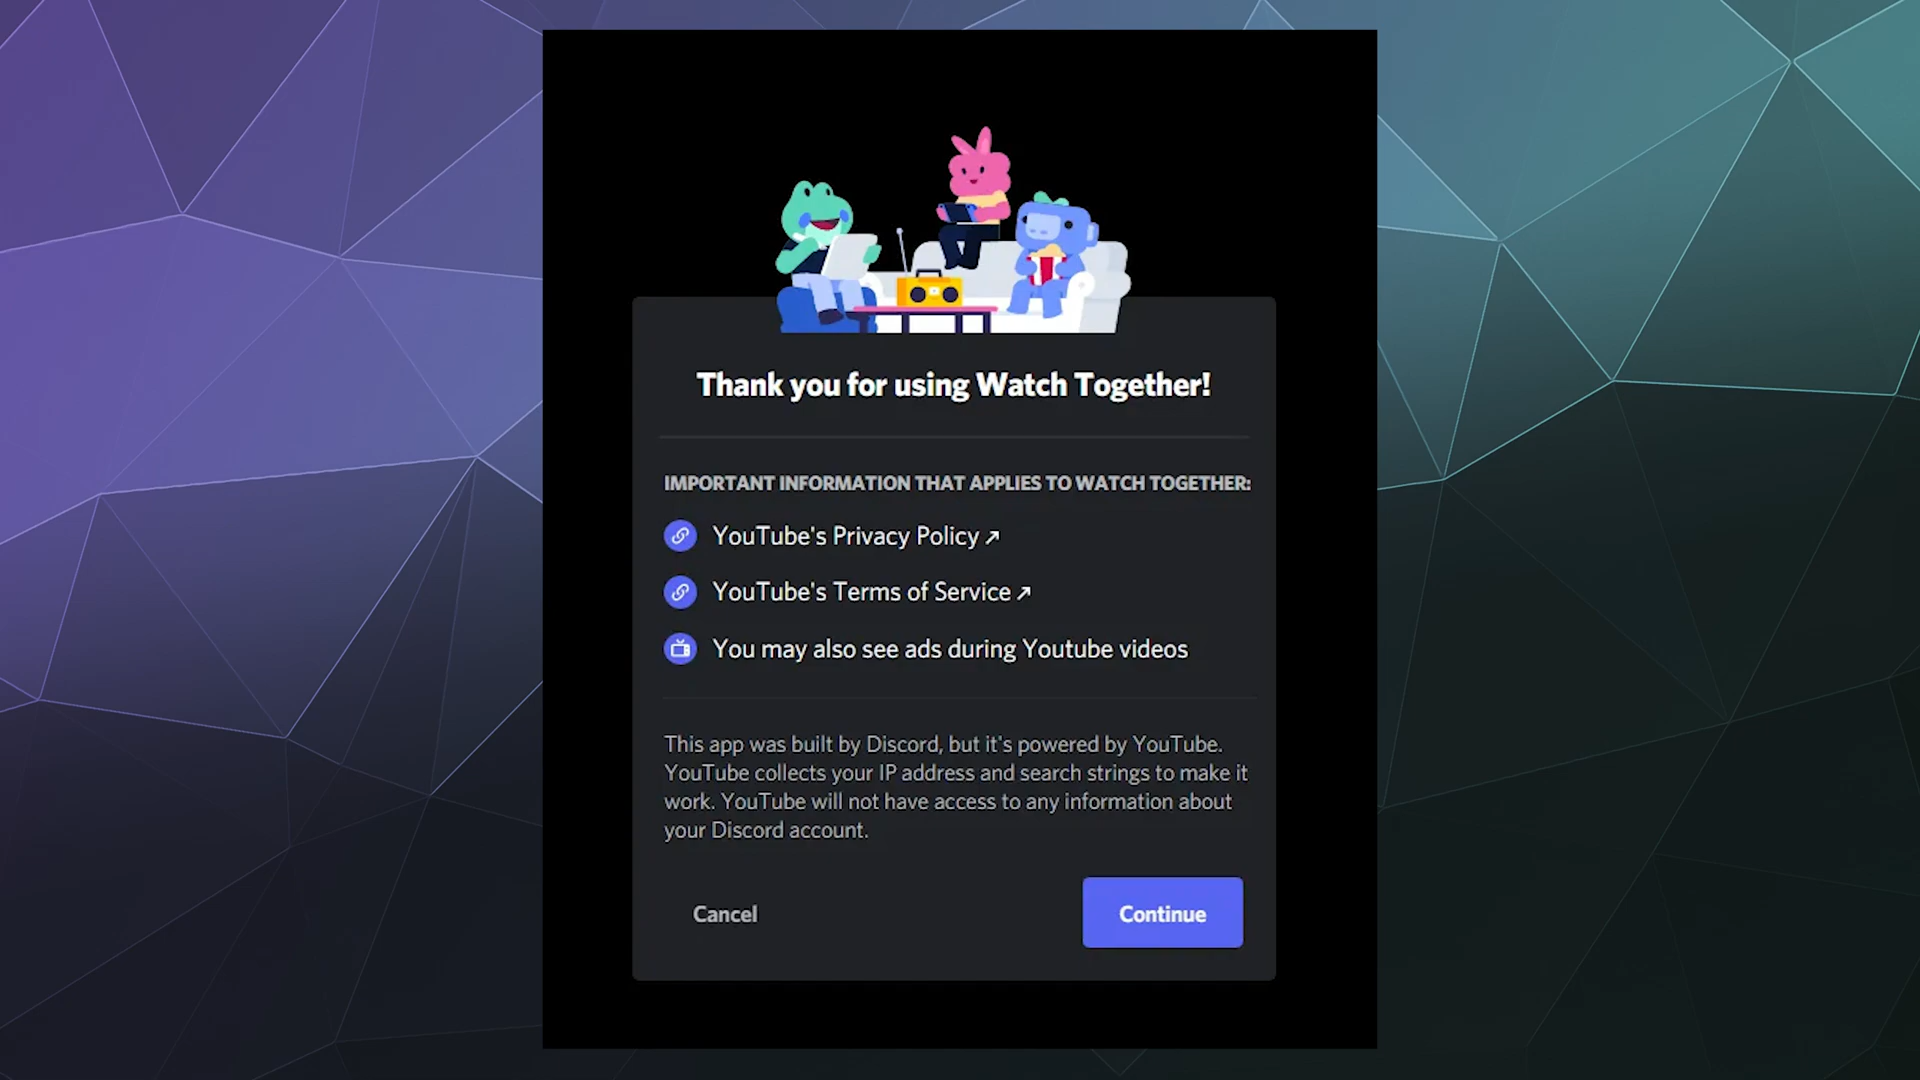 Thank you for using Watch Together!
IMPORTANT INFORMATION THAT APPLIES TO WATCH TOGETHER:
YouTube's Privacy Policy ↗
YouTube's Terms of Service ↗
You may also see ads during Youtube videos
This app was built by Discord, but it's powered by YouTube.
YouTube collects your IP address and search strings to make it
work. YouTube will not have access to any information about
your Discord account.
Cancel
Continue